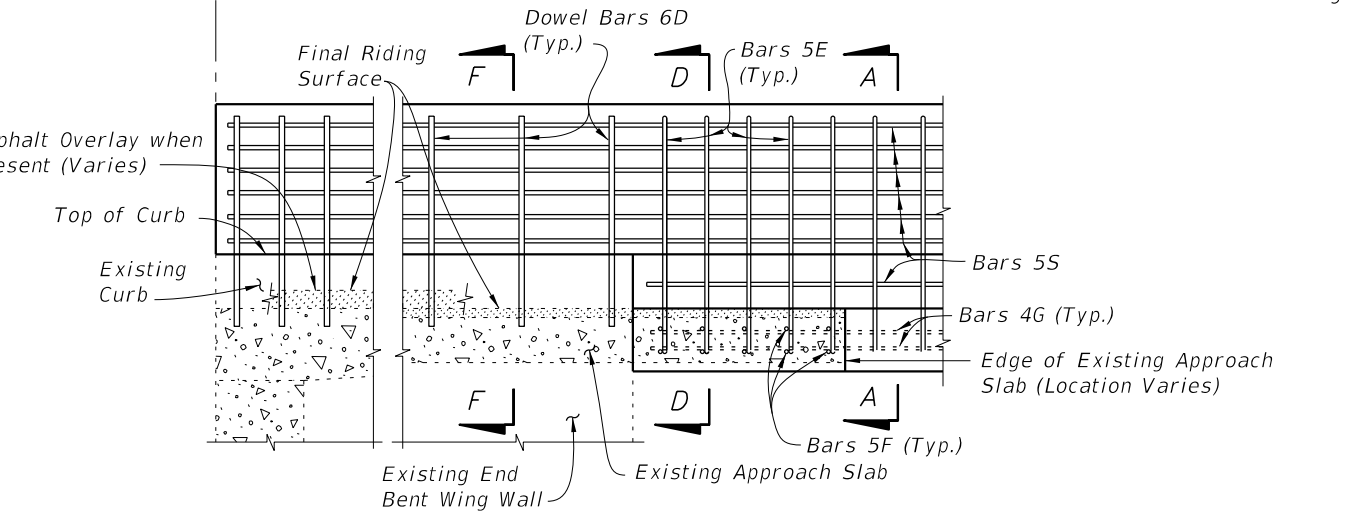 Dowel Bars 6D
(Typ.)
Final Riding
Surface
F
D
Bars 5E
(Typ.)
A
Overlay when
(Varies)
Top of Curb
Existing
Curb
Bars 5S
Bars 4G (Typ.)
Edge of Existing Approach
Slab (Location Varies)
F
D
A
Bars 5F (Typ.)
Existing End
Bent Wing Wall
Existing Approach Slab